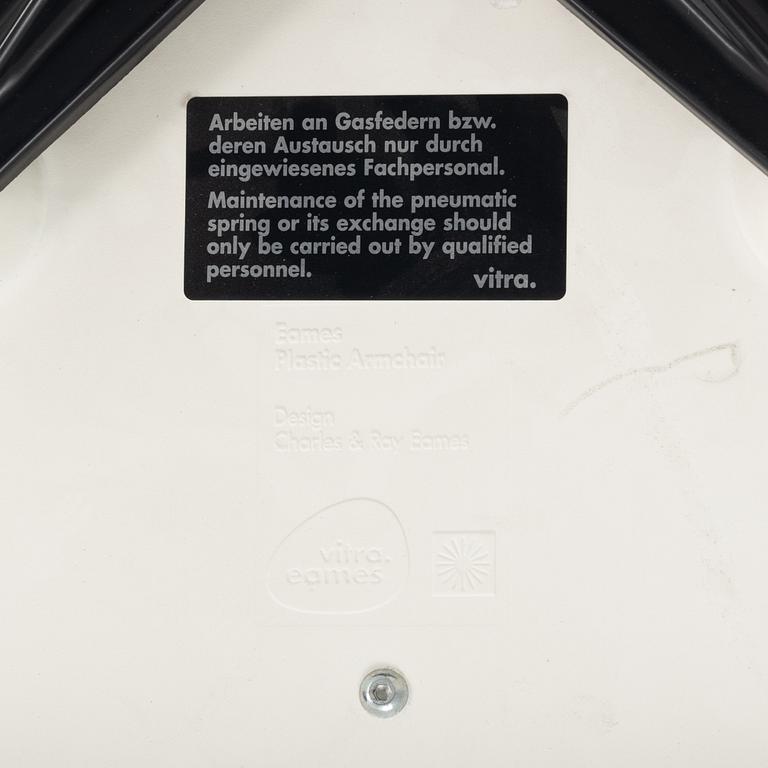 Arbeiten an Gasfedern bzw.
deren Austausch nur durch
eingewiesenes Fachpersonal.
Maintenance of the pneumatic
spring or its exchange should
only be carried out by qualified
personnel.
vitra.
Eames
Plastic Armchair
Design
Charles & Ray Eames
vitra.
eames